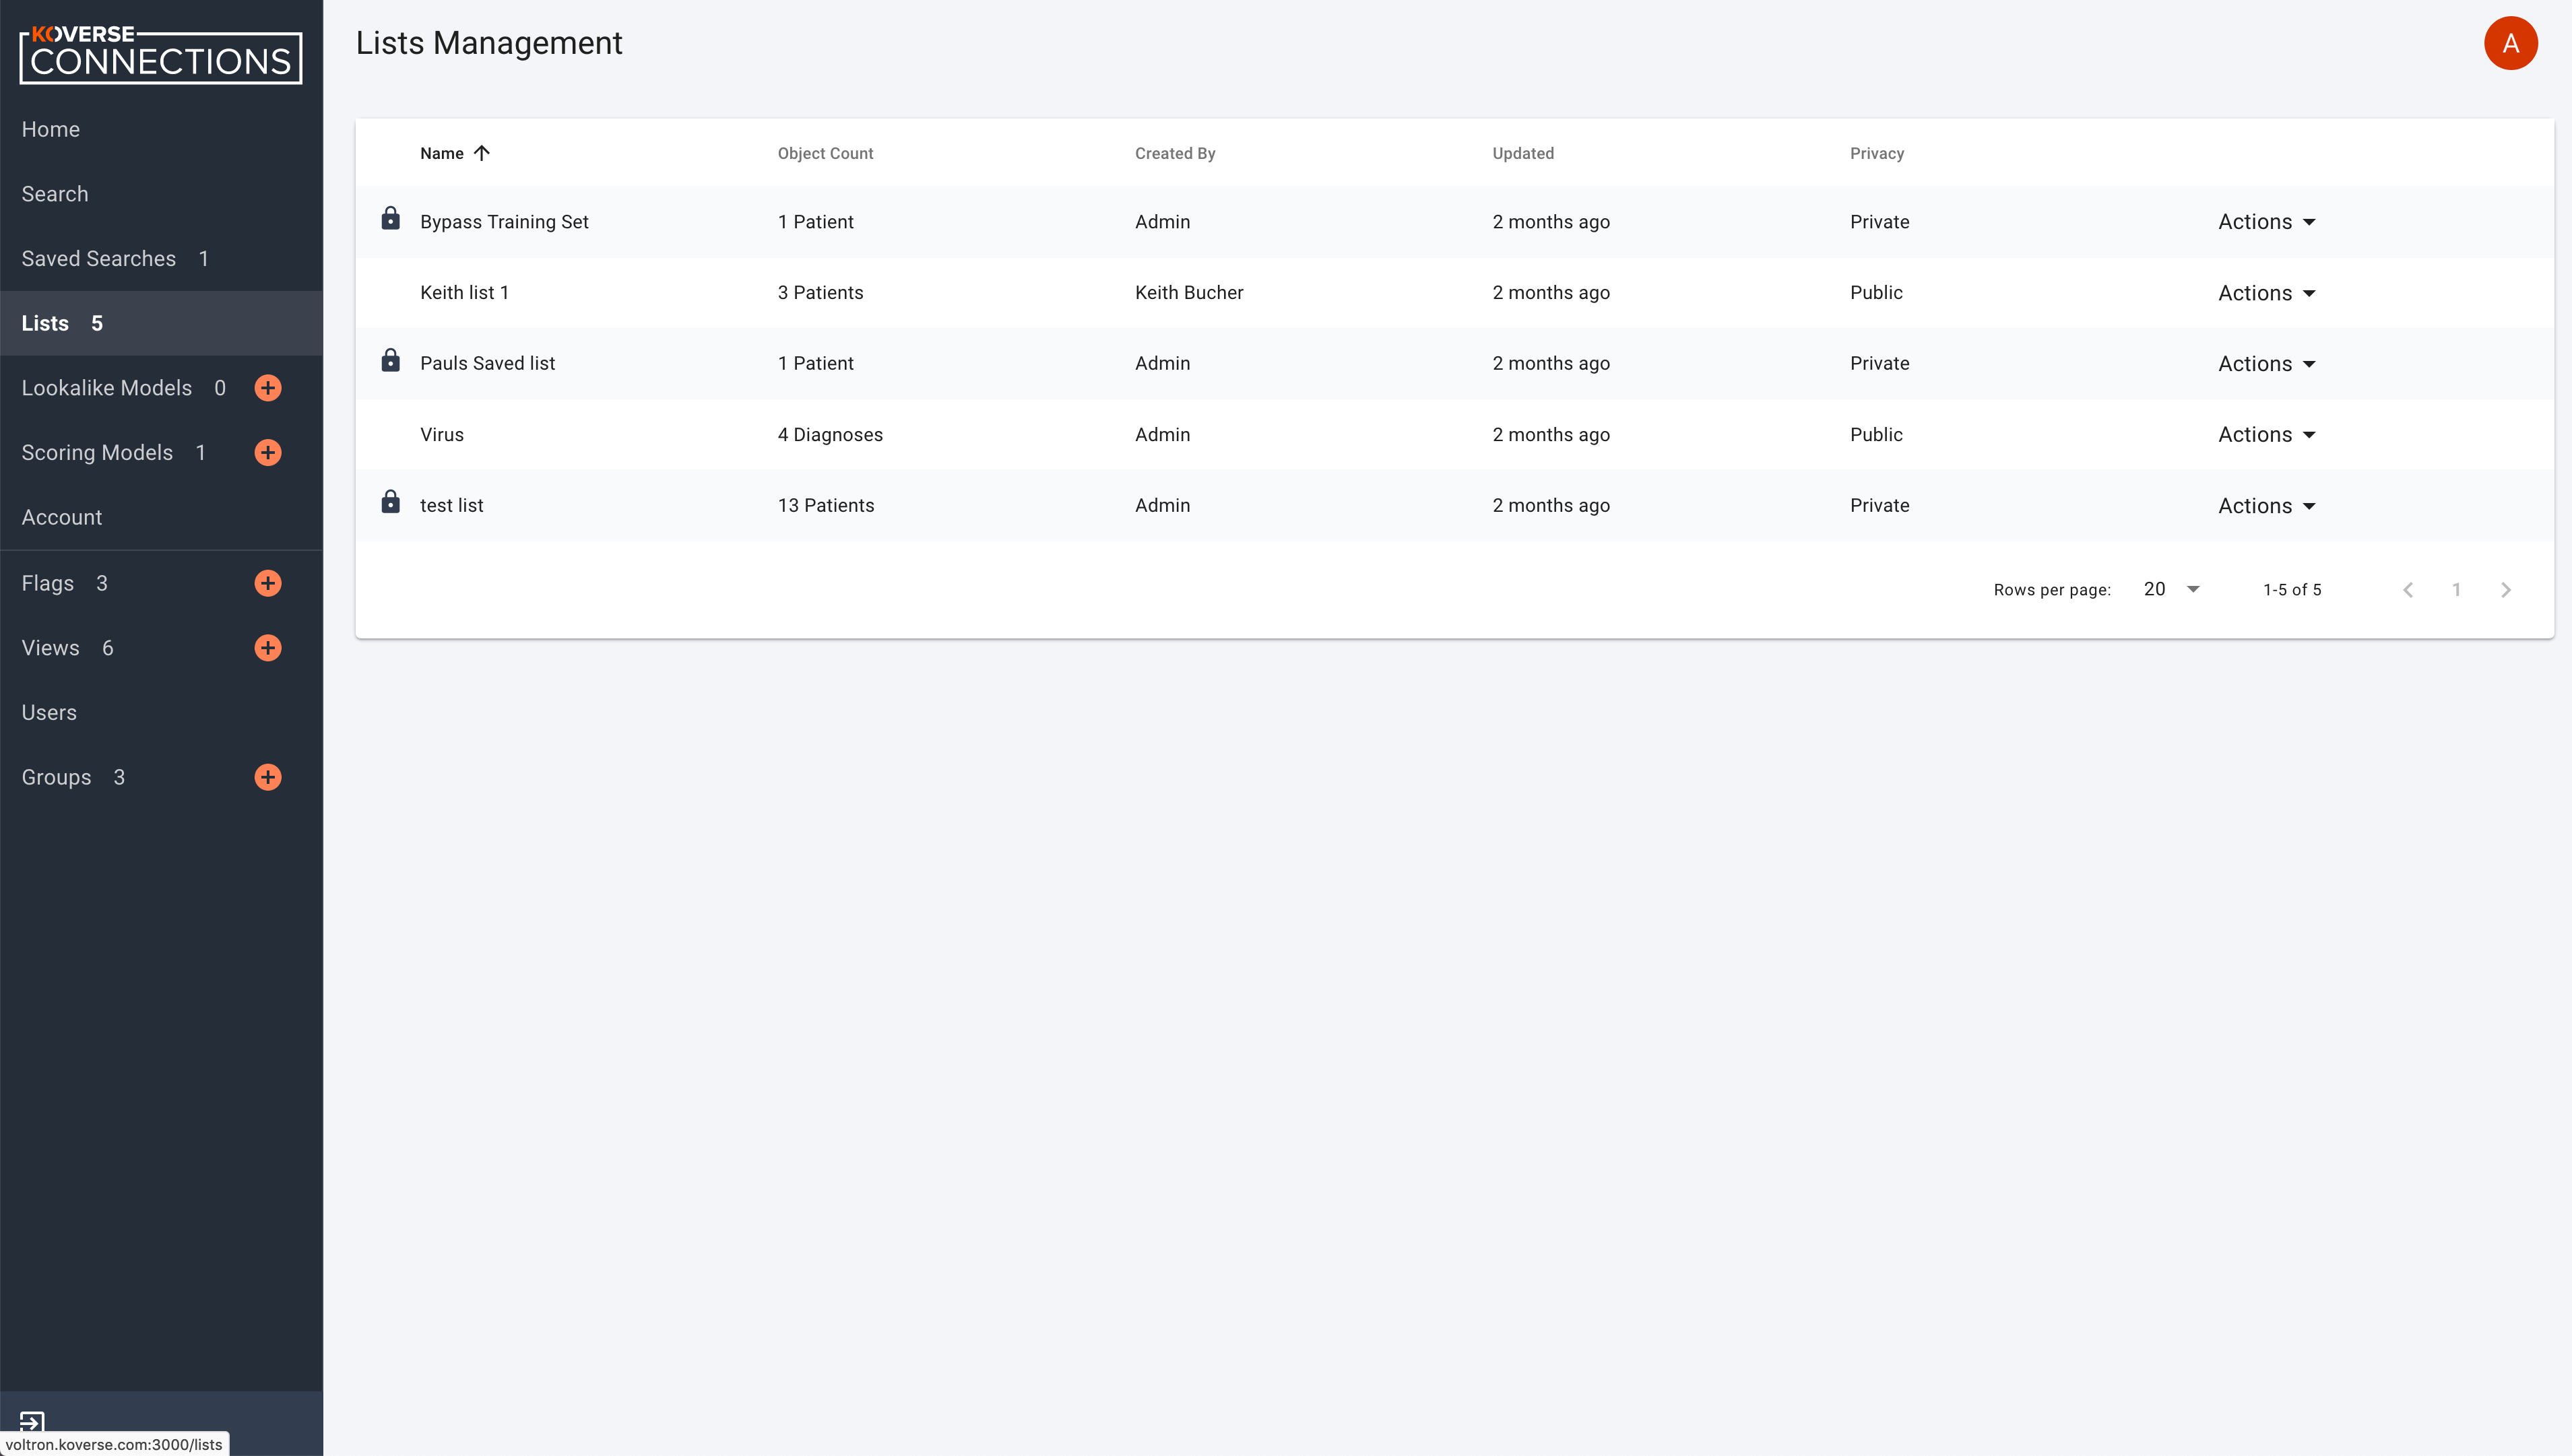 KOVERSE
CONNECTIONS
Home
Search
Saved Searches 1
Lists 5
Lookalike Models 0
Scoring Models 1
Account
Flags 3
Views 6
Users
Groups 3
voltron.koverse.com:3000/lists
Lists Management
A
Name Object Count Created By Updated Privacy
Bypass Training Set 1 Patient Admin 2 months ago Private Actions
Keith list 1 3 Patients Keith Bucher 2 months ago Public Actions
Pauls Saved list 1 Patient Admin 2 months ago Private Actions
Virus 4 Diagnoses Admin 2 months ago Public Actions
test list 13 Patients Admin 2 months ago Private Actions
Rows per page: 20 1-5 of 5 1